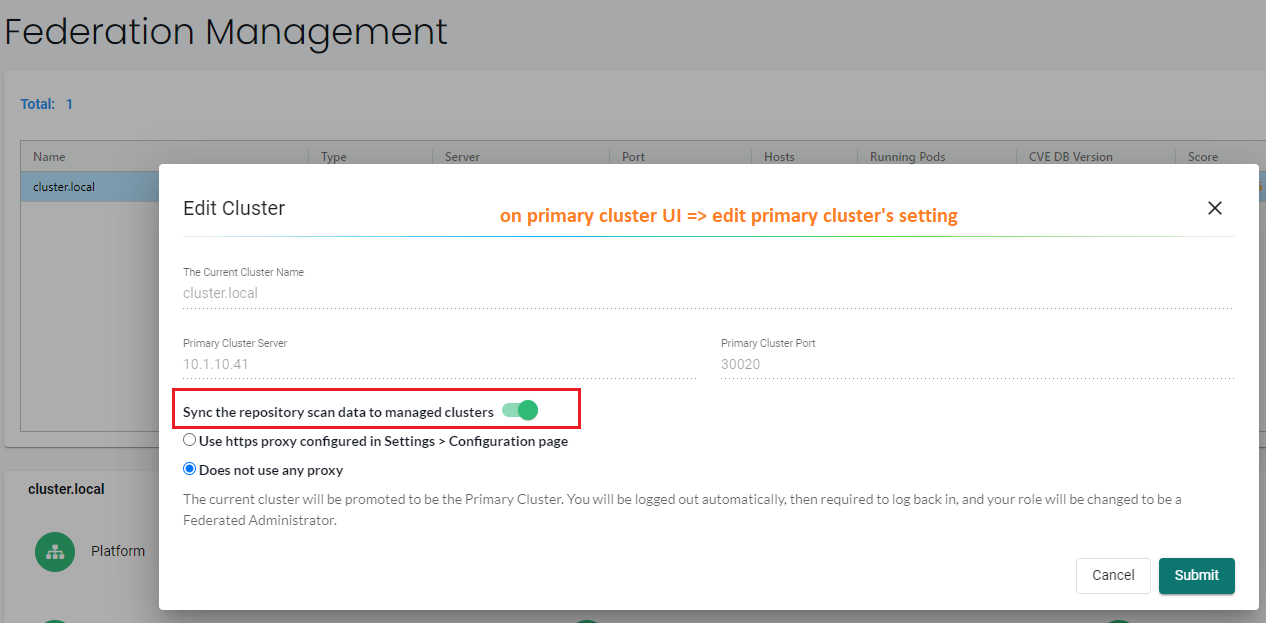 Federation Management
Total: 1
Name Type Server Port Hosts Running Pods CVE DB Version Score
cluster.local
Edit Cluster
on primary cluster UI => edit primary cluster's setting
The Current Cluster Name
cluster.local
Primary Cluster Server Primary Cluster Port
10.1.10.41 30020
Sync the repository scan data to managed clusters
Use https proxy configured in Settings > Configuration page
Does not use any proxy
The current cluster will be promoted to be the Primary Cluster. You will be logged out automatically, then required to log back in, and your role will be changed to be a
Federated Administrator.
cluster.local
Platform
Cancel Submit